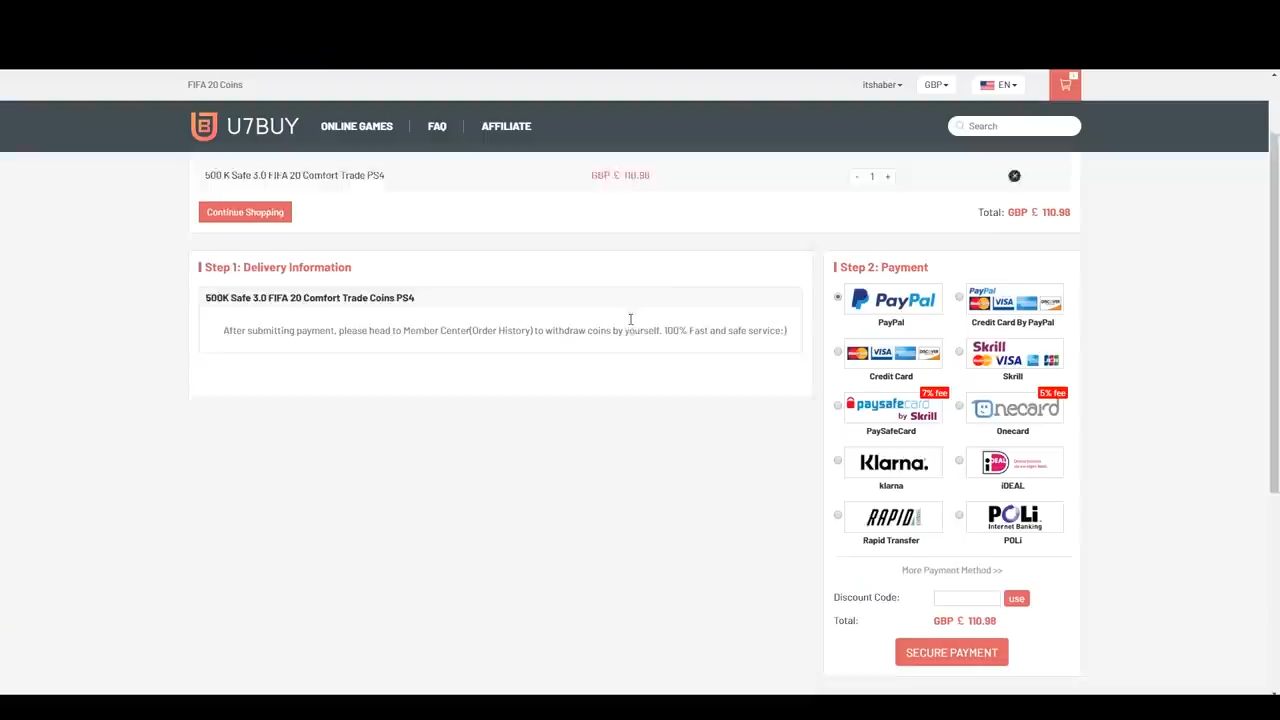 FIFA 20 Coins
itshaber
GBP
EN
1
U7BUY
ONLINE GAMES
FAQ
AFFILIATE
Search
500 K Safe 3.0 FIFA 20 Comfort Trade PS4
GBP £ 110.98
- 1 +
Continue Shopping
Total: GBP £ 110.98
Step 1: Delivery Information
500K Safe 3.0 FIFA 20 Comfort Trade Coins PS4
After submitting payment, please head to Member Center(Order History) to withdraw coins by yourself. 100% Fast and safe service:)
Step 2: Payment
PayPal
PayPal
PayPal
MasterCard VISA DISCOVER
Credit Card By PayPal
MasterCard VISA DISCOVER
Credit Card
Skrill
VISA JCB
Skrill
7% fee
paysafecard
by Skrill
PaySafeCard
5% fee
Onecard
Onecard
Klarna.
klarna
iDEAL
iDEAL
RAPID
Rapid Transfer
POLi
Internet Banking
POLi
More Payment Method >>
Discount Code:
use
Total: GBP £ 110.98
SECURE PAYMENT